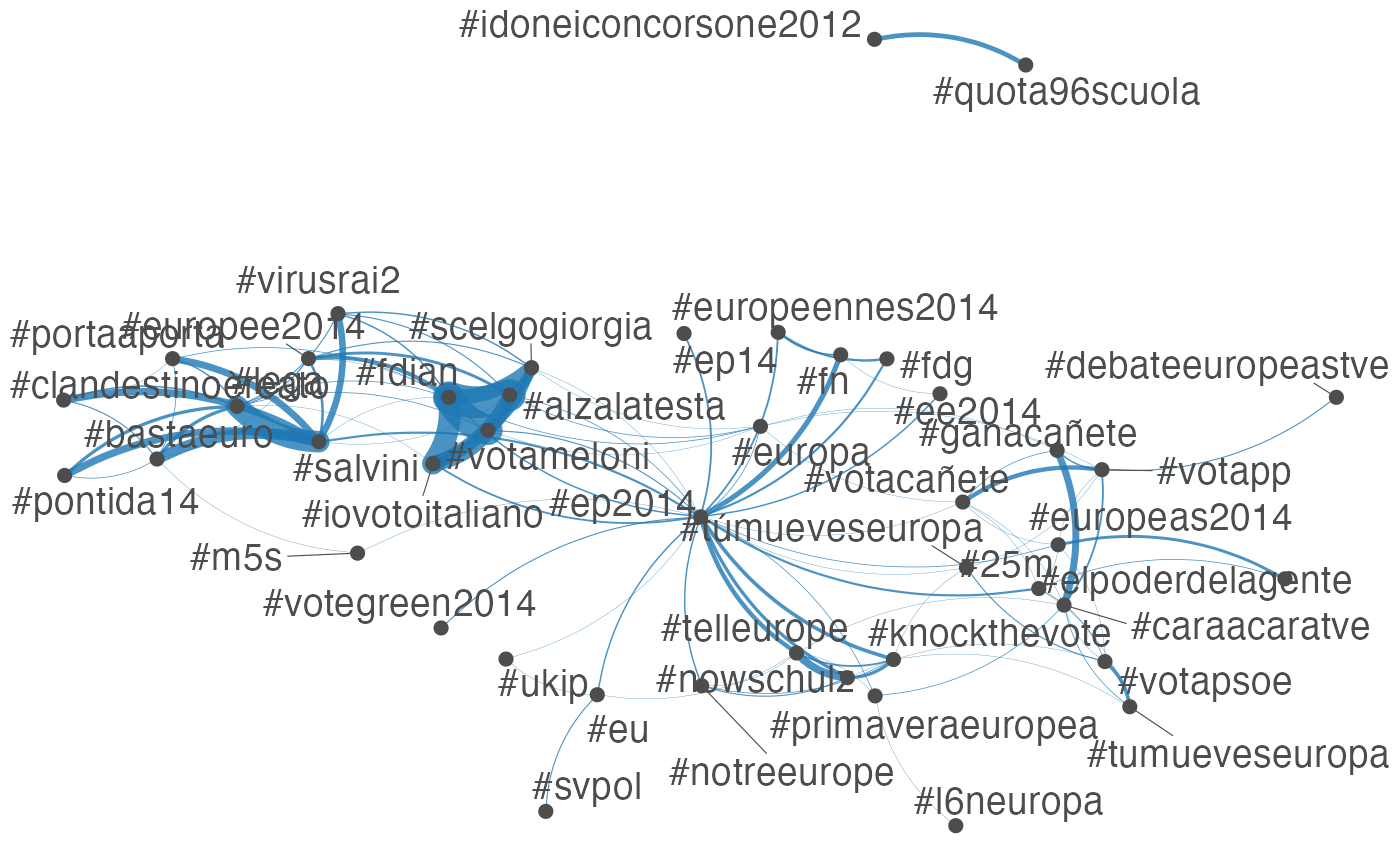 #idoneiconcorsone2012
#quota96scuola
#virusrai2
#portaaporta
#europee2014
#scelgogiorgia
#europeennes2014
#ep14
#fn
#fdg
#debateeuropeastve
#clandestinoereato
#lega
#fdian
#alzalatesta
#ee2014
#bastaeuro
#salvini
#votameloni
#europa
#ganacañete
#votacañete
#votapp
#pontida14
#iovotoitaliano
#ep2014
#túmueveseuropa
#europeas2014
#m5s
#25m
#elpoderdelagente
#votegreen2014
#telleurope
#knockthevote
#caraacaratve
#ukip
#nowschulz
#votapsoe
#eu
#primaveraeuropea
#tumueveseuropa
#svpol
#notreeurope
#l6neuropa